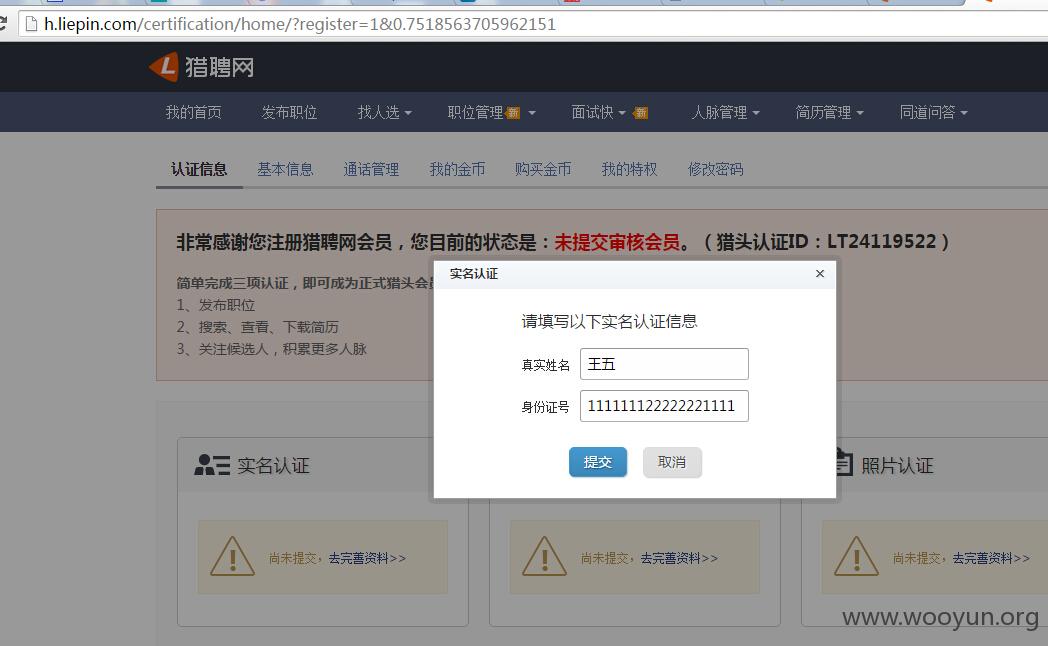 h.liepin.com/certification/home/?register=1&0.7518563705962151
L 猎聘网
我的首页 发布职位 找人选 职位管理 新 面试快 新 人脉管理 简历管理 同道问答
认证信息 基本信息 通话管理 我的金币 购买金币 我的特权 修改密码
非常感谢您注册猎聘网会员，您目前的状态是：未提交审核会员。（猎头认证ID：LT24119522）
简单完成三项认证，即可成为正式猎头会员
1、发布职位
2、搜索、查看、下载简历
3、关注候选人，积累更多人脉
实名认证 ×
请填写以下实名认证信息
真实姓名 王五
身份证号 111111122222221111
提交 取消
实名认证
照片认证
尚未提交，去完善资料>>
尚未提交，去完善资料>>
尚未提交，去完善资料>>
www.wooyun.org